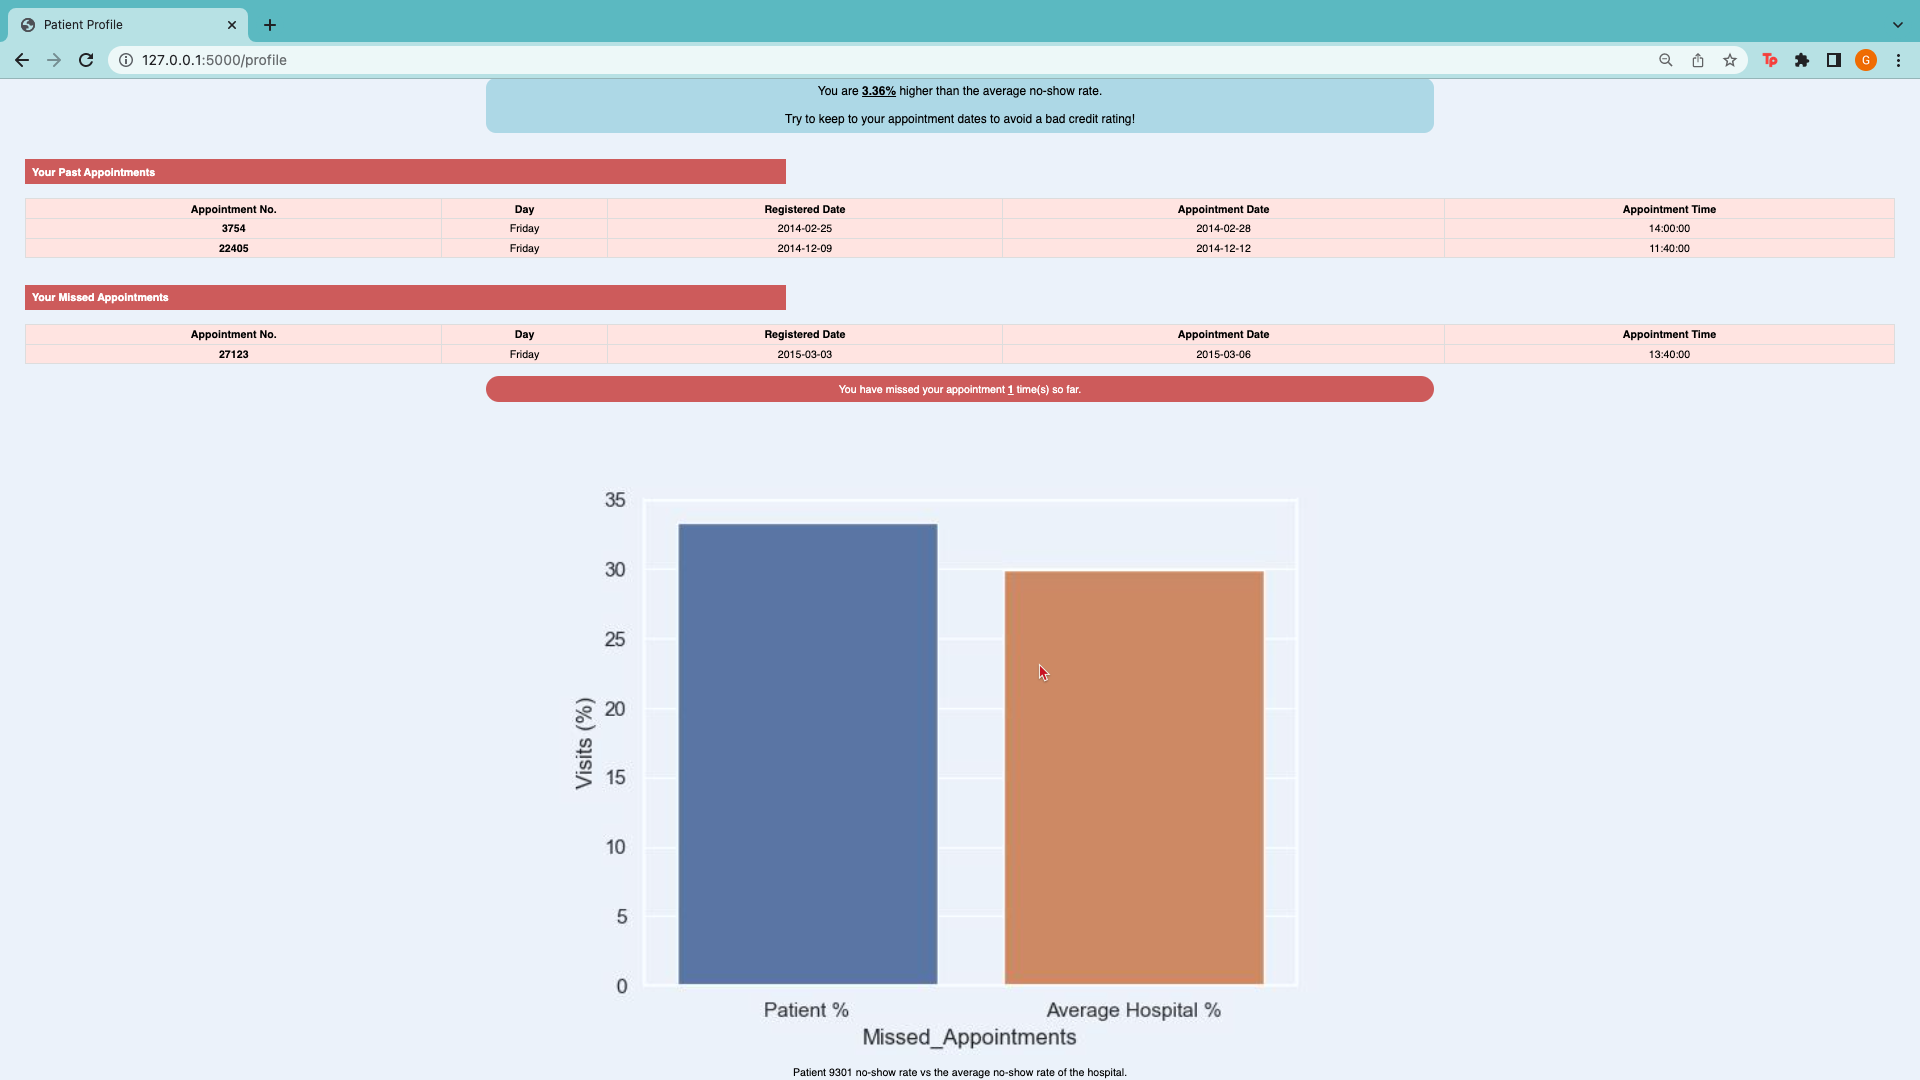 Patient Profile
127.0.0.1:5000/profile
Tp
G
You are 3.36% higher than the average no-show rate.
Try to keep to your appointment dates to avoid a bad credit rating!
Your Past Appointments
Appointment No. Day Registered Date Appointment Date Appointment Time
3754 Friday 2014-02-25 2014-02-28 14:00:00
22405 Friday 2014-12-09 2014-12-12 11:40:00
Your Missed Appointments
Appointment No. Day Registered Date Appointment Date Appointment Time
27123 Friday 2015-03-03 2015-03-06 13:40:00
You have missed your appointment 1 time(s) so far.
35
30
25
20
15
10
5
0
Visits (%)
Patient % Average Hospital %
Missed_Appointments
Patient 9301 no-show rate vs the average no-show rate of the hospital.